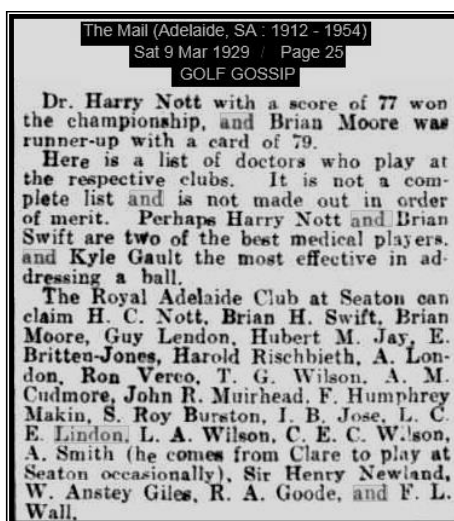 The Mail (Adelaide, SA : 1912 - 1954)
Sat 9 Mar 1929 / Page 25
GOLF GOSSIP
Dr. Harry Nott with a score of 77 won
the championship, and Brian Moore was
runner-up with a card of 79.
Here is a list of doctors who play at
the respective clubs. It is not a com-
plete list and is not made out in order
of merit. Perhaps Harry Nott and Brian
Swift are two of the best medical players,
and Kyle Gault the most effective in ad-
dressing a ball.
The Royal Adelaide Club at Seaton can
claim H. C. Nott, Brian H. Swift, Brian
Moore, Guy Lendon, Hubert M. Jay, E.
Britten-Jones, Harold Rischbieth, A. Lon-
don, Ron Verco, T. G. Wilson, A. M.
Cudmore, John R. Muirhead, F. Humphrey
Makin, S. Roy Burston, I. B. Jose, L. C.
E. Lindon, L. A. Wilson, C. E. C. Wilson,
A. Smith (he comes from Clare to play at
Seaton occasionally), Sir Henry Newland,
W. Anstey Giles, R. A. Goode, and F. L.
Wall.